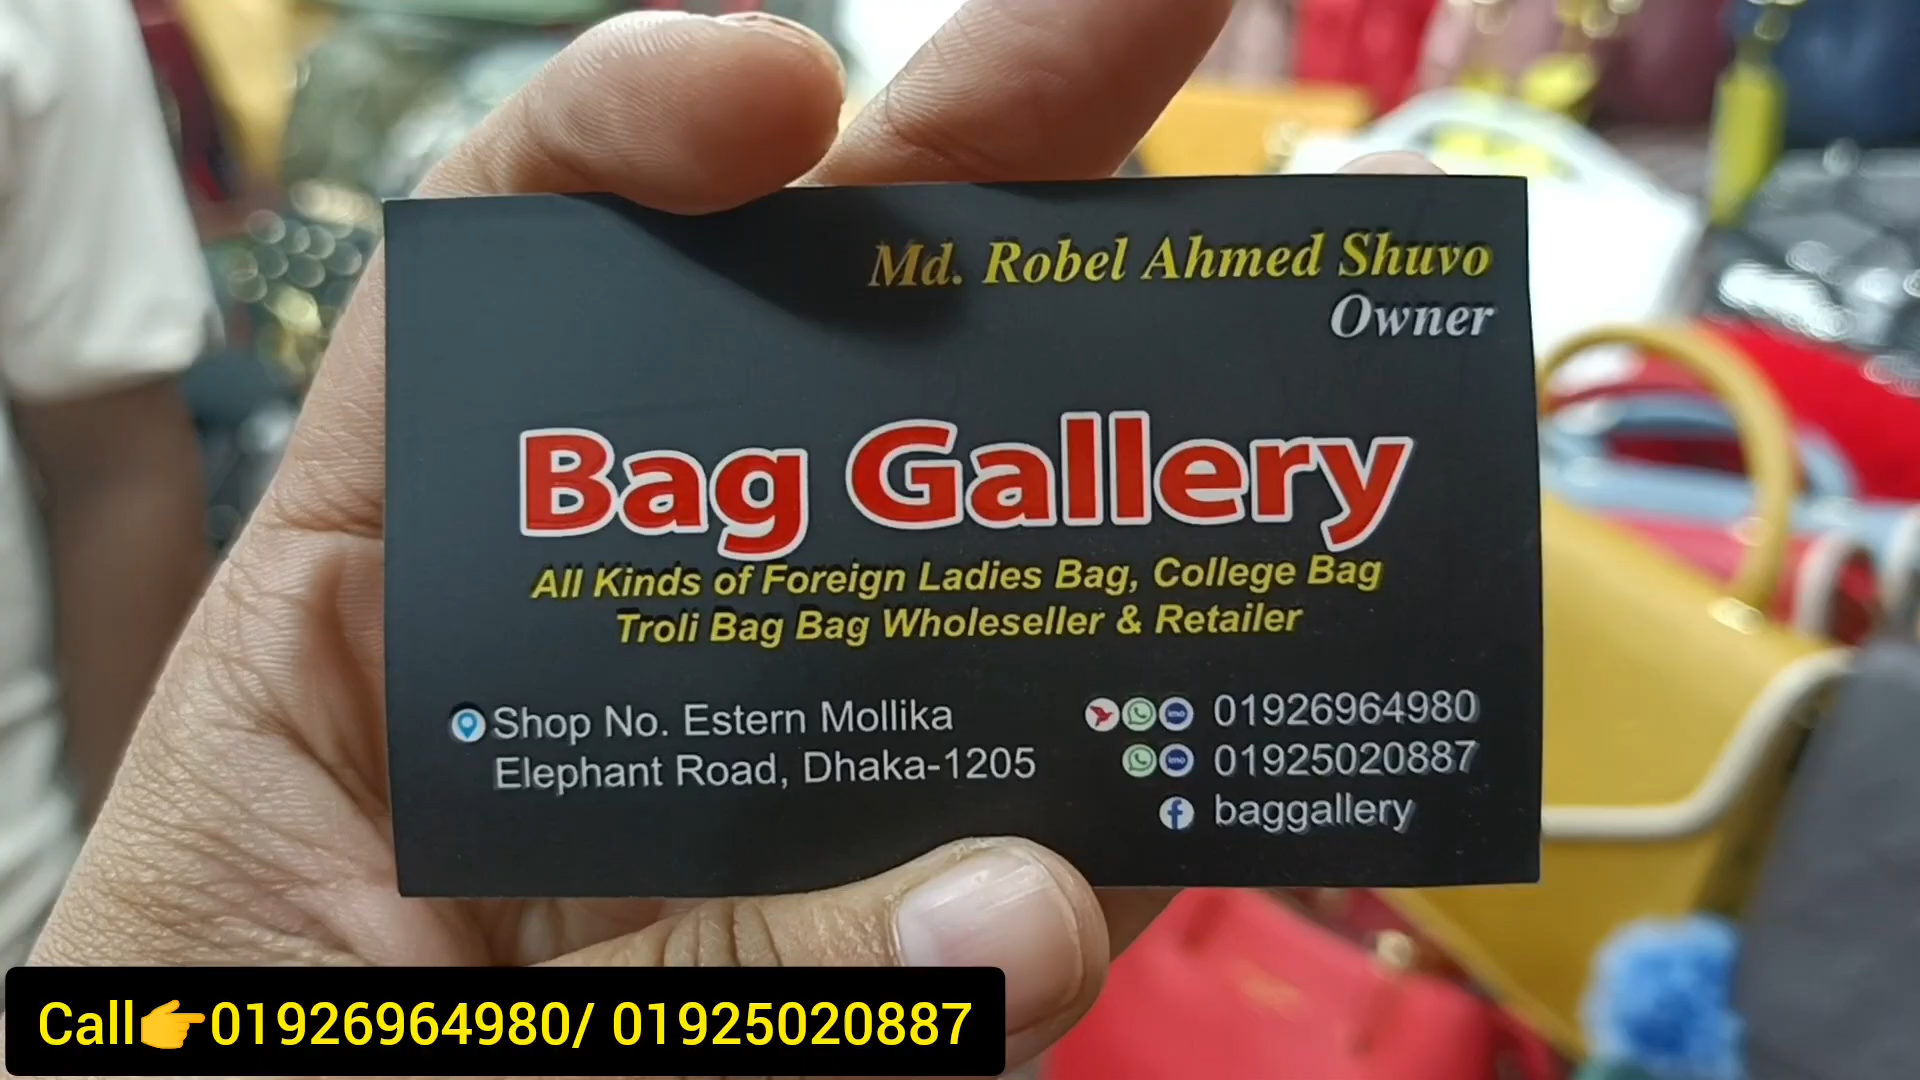 Md. Robel Ahmed Shuvo
Owner
Bag Gallery
All Kinds of Foreign Ladies Bag, College Bag
Troli Bag Bag Wholeseller & Retailer
Shop No. Estern Mollika
Elephant Road, Dhaka-1205
01926964980
01925020887
baggallery
Call👉01926964980/ 01925020887